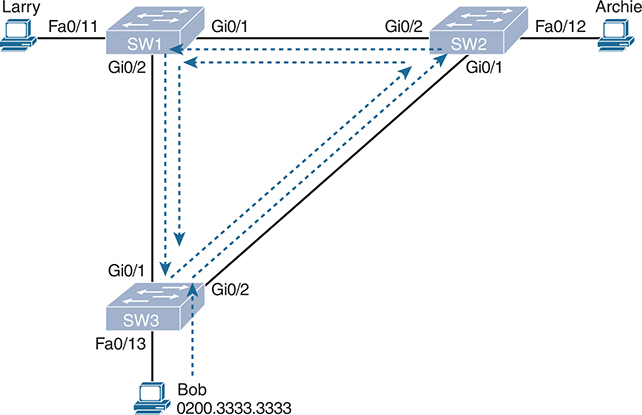 Larry
Fa0/11
SW1
Gi0/1
Gi0/2
SW2
Fa0/12
Archie
Gi0/2
Gi0/1
Gi0/1
Gi0/2
SW3
Fa0/13
Bob
0200.3333.3333